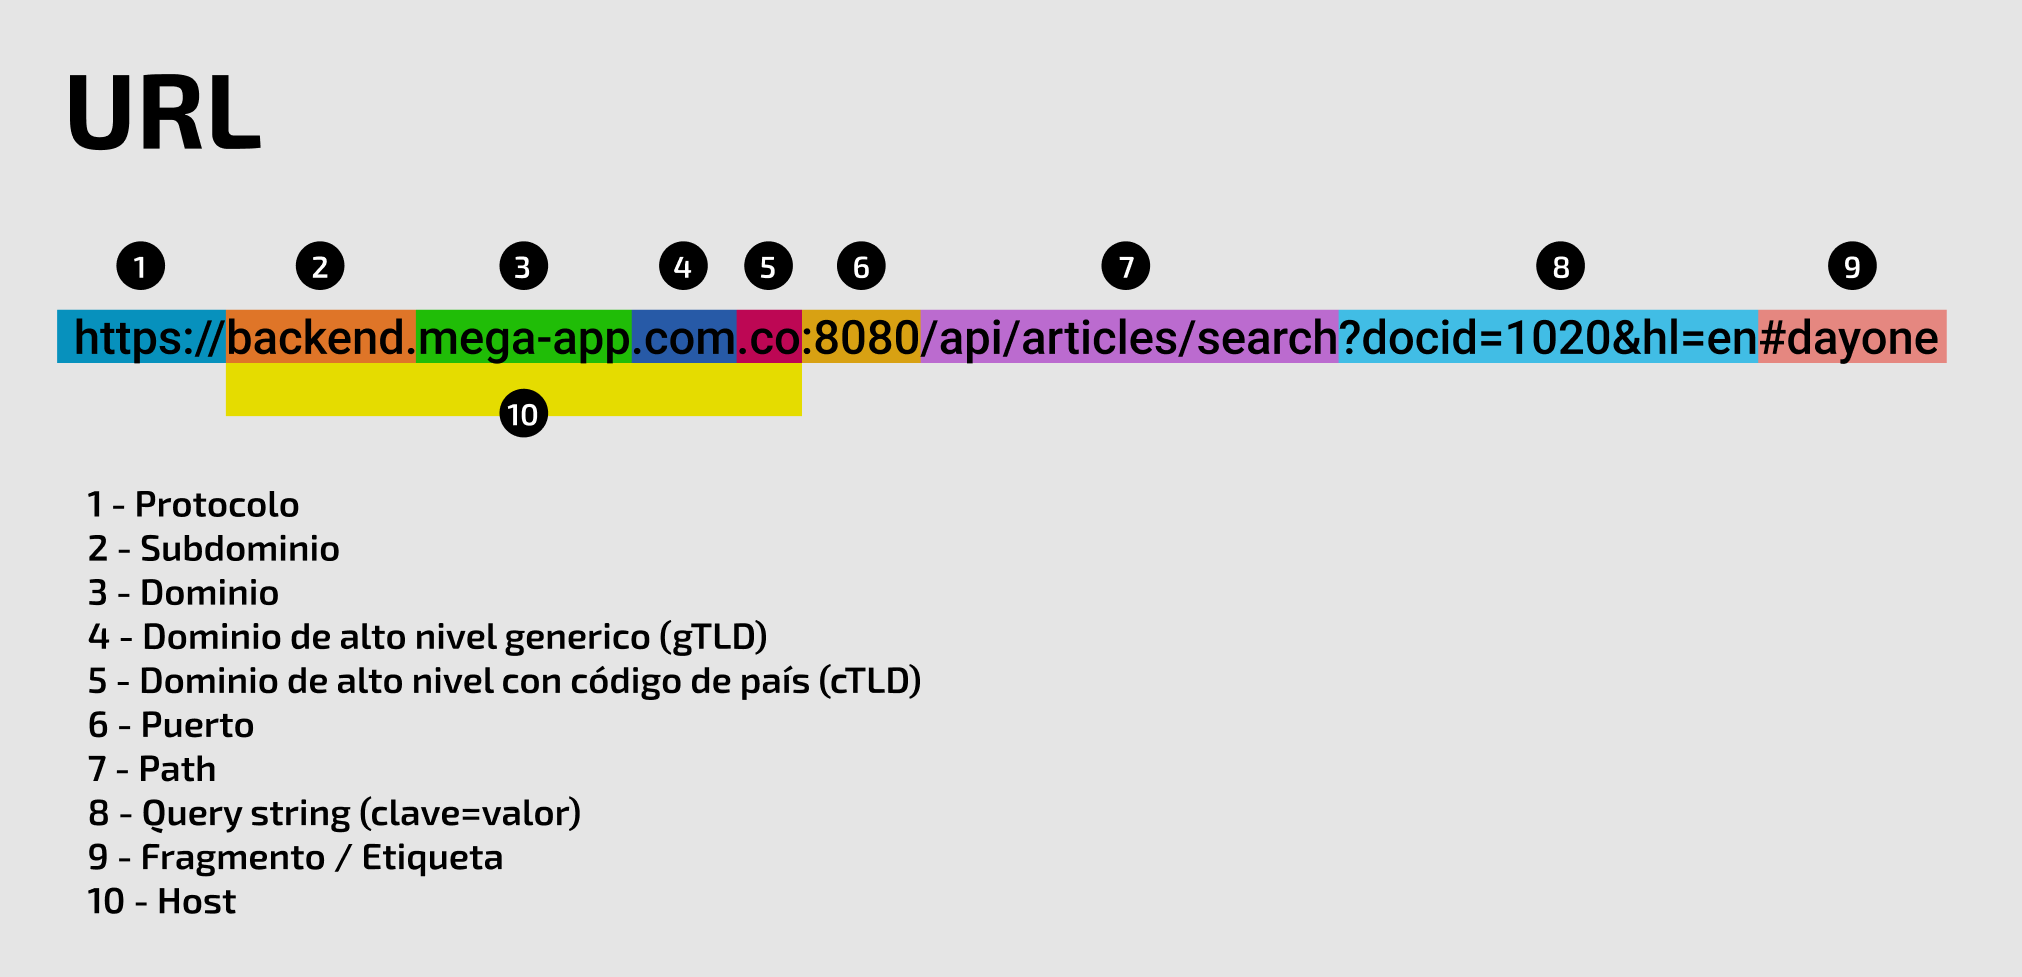 URL
1 2 3 4 5 6 7 8 9
https://backend.mega-app.com.co:8080/api/articles/search?docid=1020&hl=en#dayone
10
1 - Protocolo
2 - Subdominio
3 - Dominio
4 - Dominio de alto nivel generico (gTLD)
5 - Dominio de alto nivel con código de país (cTLD)
6 - Puerto
7 - Path
8 - Query string (clave=valor)
9 - Fragmento / Etiqueta
10 - Host